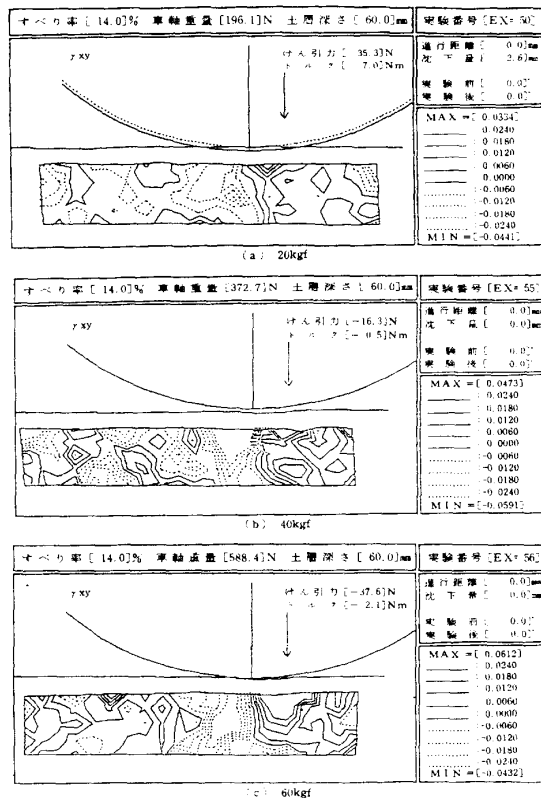 すべり率[ 14.0]% 車軸重量[196.1]N 土層深さ[ 60.0]mm
実験番号[EX= 50]
γxy
けん引力[ 35.3]N
トルク[ 7.0]Nm
進行距離[ 0.0]mm
沈下量[ 2.6]mm
実験前[ 0.0]°
実験後[ 0.0]°
MAX =[ 0.0334]
0.0240
0.0180
0.0120
0.0060
0.0000
-0.0060
-0.0120
-0.0180
-0.0240
MIN =[-0.0441]
(a) 20kgf
すべり率[ 14.0]% 車軸重量[372.7]N 土層深さ[ 60.0]mm
実験番号[EX= 55]
γxy
けん引力[-16.3]N
トルク[- 0.5]Nm
進行距離[ 0.0]mm
沈下量[ 0.0]mm
実験前[ 0.0]°
実験後[ 0.0]°
MAX =[ 0.0473]
0.0240
0.0180
0.0120
0.0060
0.0000
-0.0060
-0.0120
-0.0180
-0.0240
MIN =[-0.0591]
(b) 40kgf
すべり率[ 14.0]% 車軸重量[588.4]N 土層深さ[ 60.0]mm
実験番号[EX= 56]
γxy
けん引力[-37.6]N
トルク[- 2.1]Nm
進行距離[ 0.0]mm
沈下量[ 0.0]mm
実験前[ 0.0]°
実験後[ 0.0]°
MAX =[ 0.0612]
0.0240
0.0180
0.0120
0.0060
0.0000
-0.0060
-0.0120
-0.0180
-0.0240
MIN =[-0.0432]
(c) 60kgf